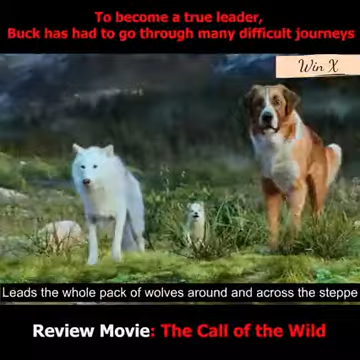 To become a true leader,
Buck has had to go through many difficult journeys
Win X
Leads the whole pack of wolves around and across the steppe
Review Movie: The Call of the Wild